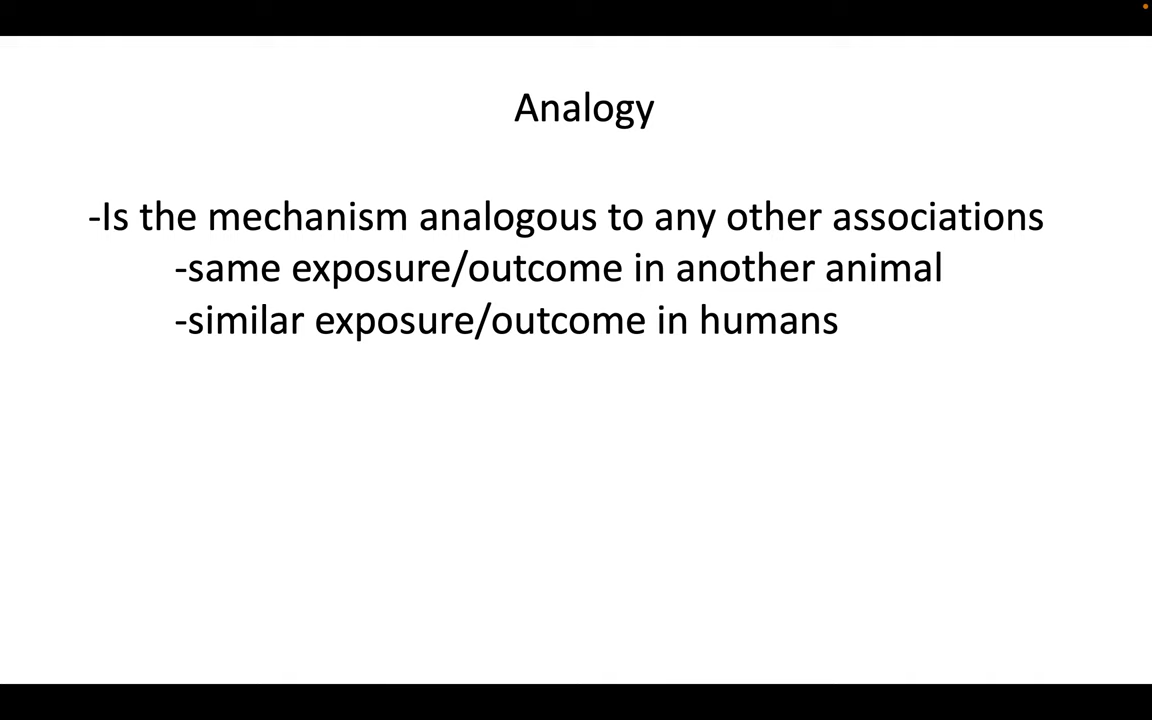 Analogy
-Is the mechanism analogous to any other associations
-same exposure/outcome in another animal
-similar exposure/outcome in humans